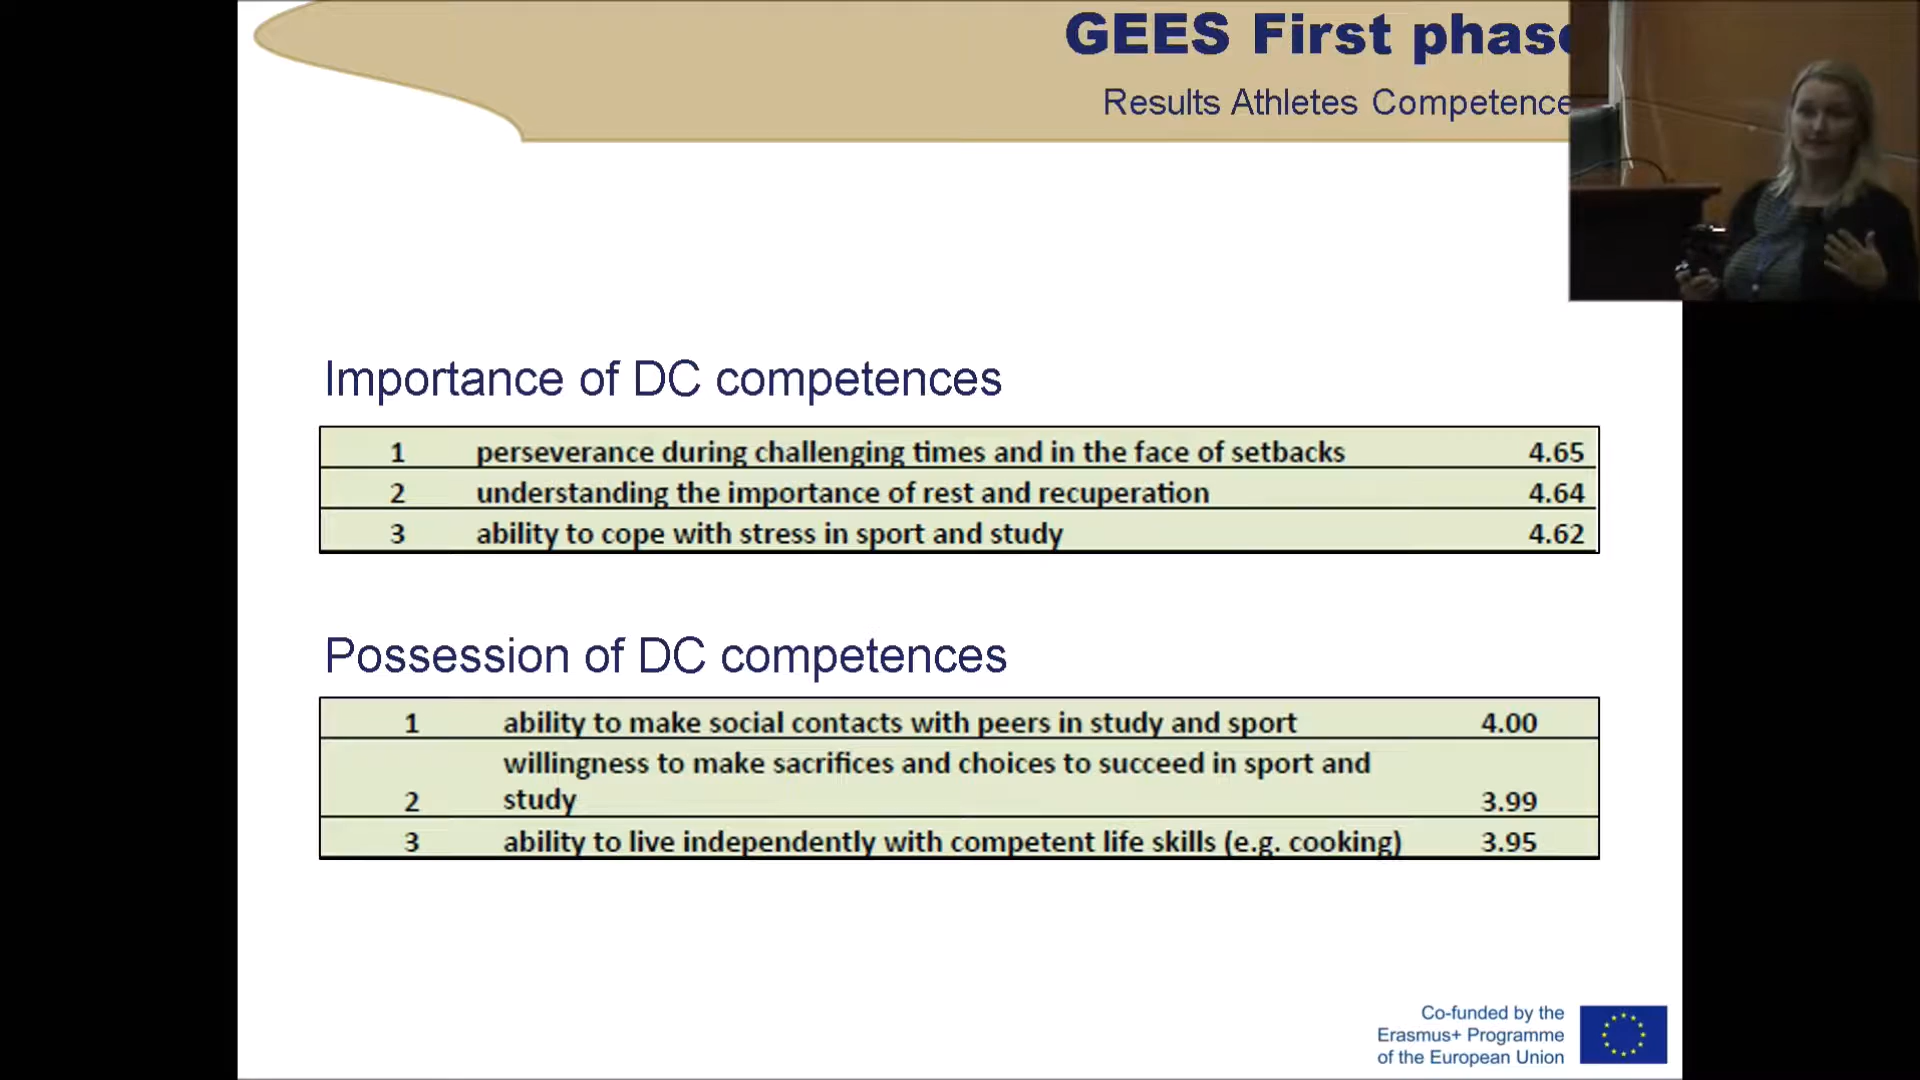 GEES First phase
Results Athletes Competence
Importance of DC competences
1 perseverance during challenging times and in the face of setbacks 4.65
2 understanding the importance of rest and recuperation 4.64
3 ability to cope with stress in sport and study 4.62
Possession of DC competences
1 ability to make social contacts with peers in study and sport 4.00
willingness to make sacrifices and choices to succeed in sport and
2 study 3.99
3 ability to live independently with competent life skills (e.g. cooking) 3.95
Co-funded by the
Erasmus+ Programme
of the European Union